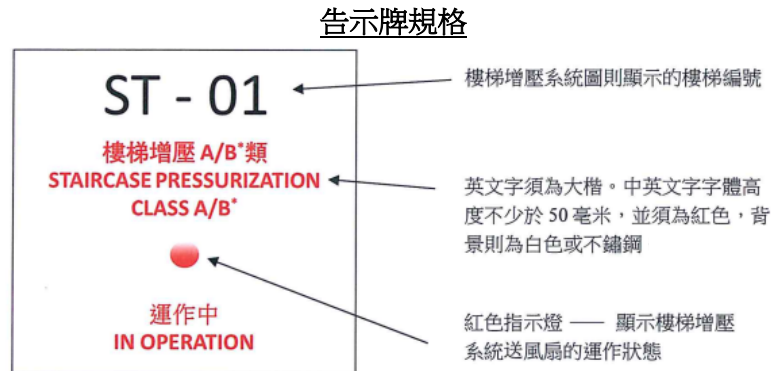 告示牌規格
ST - 01
樓梯增壓系統圖則顯示的樓梯編號
樓梯增壓 A/B*類
STAIRCASE PRESSURIZATION
CLASS A/B*
英文字須為大楷。中英文字字體高
度不少於 50 毫米，並須為紅色，背
景則為白色或不鏽鋼
運作中
IN OPERATION
紅色指示燈 —— 顯示樓梯增壓
系統送風扇的運作狀態